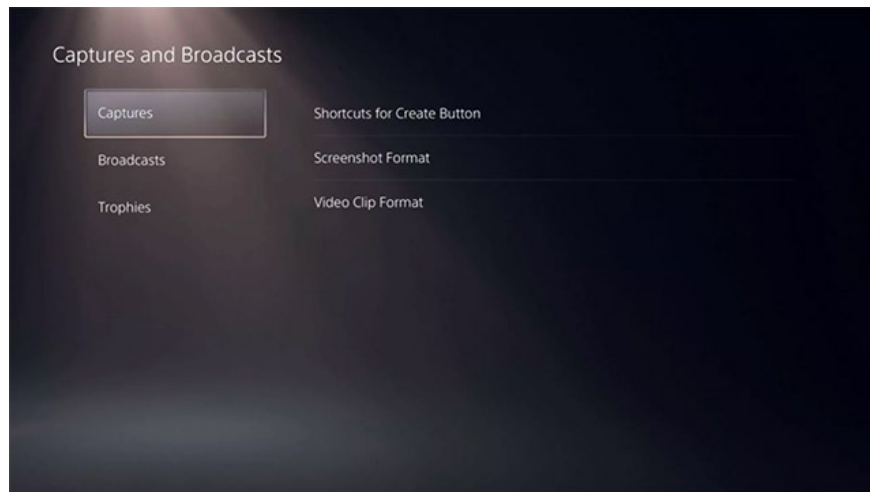 Captures and Broadcasts
Captures
Shortcuts for Create Button
Broadcasts
Screenshot Format
Trophies
Video Clip Format